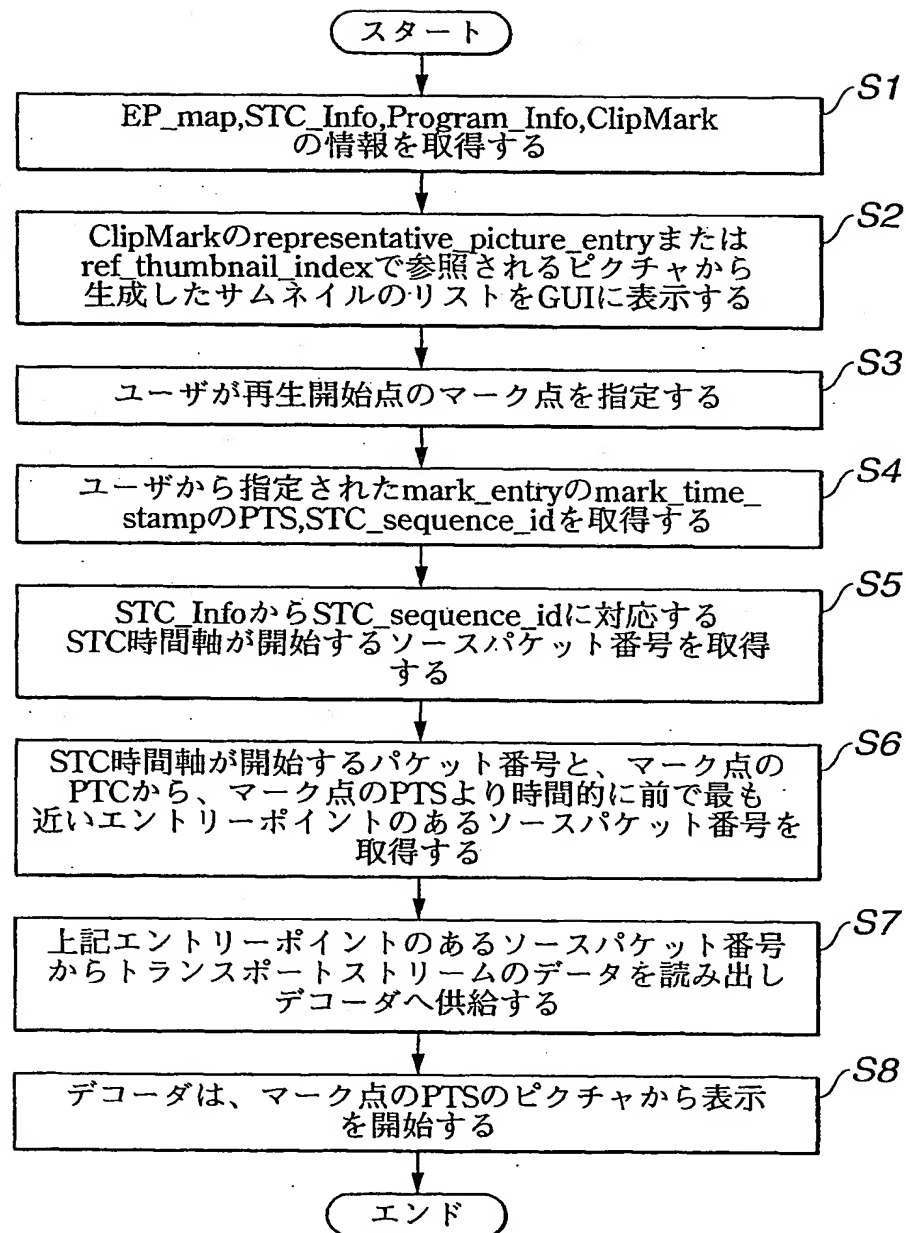 スタート
S1
EP_map,STC_Info,Program_Info,ClipMark
の情報を取得する
S2
ClipMarkのrepresentative_picture_entryまたは
ref_thumbnail_indexで参照されるピクチャから
生成したサムネイルのリストをGUIに表示する
S3
ユーザが再生開始点のマーク点を指定する
S4
ユーザから指定されたmark_entryのmark_time_
stampのPTS,STC_sequence_idを取得する
S5
STC_InfoからSTC_sequence_idに対応する
STC時間軸が開始するソースパケット番号を取得
する
S6
STC時間軸が開始するパケット番号と、マーク点の
PTCから、マーク点のPTSより時間的に前で最も
近いエントリーポイントのあるソースパケット番号を
取得する
S7
上記エントリーポイントのあるソースパケット番号
からトランスポートストリームのデータを読み出し
デコーダへ供給する
S8
デコーダは、マーク点のPTSのピクチャから表示
を開始する
エンド